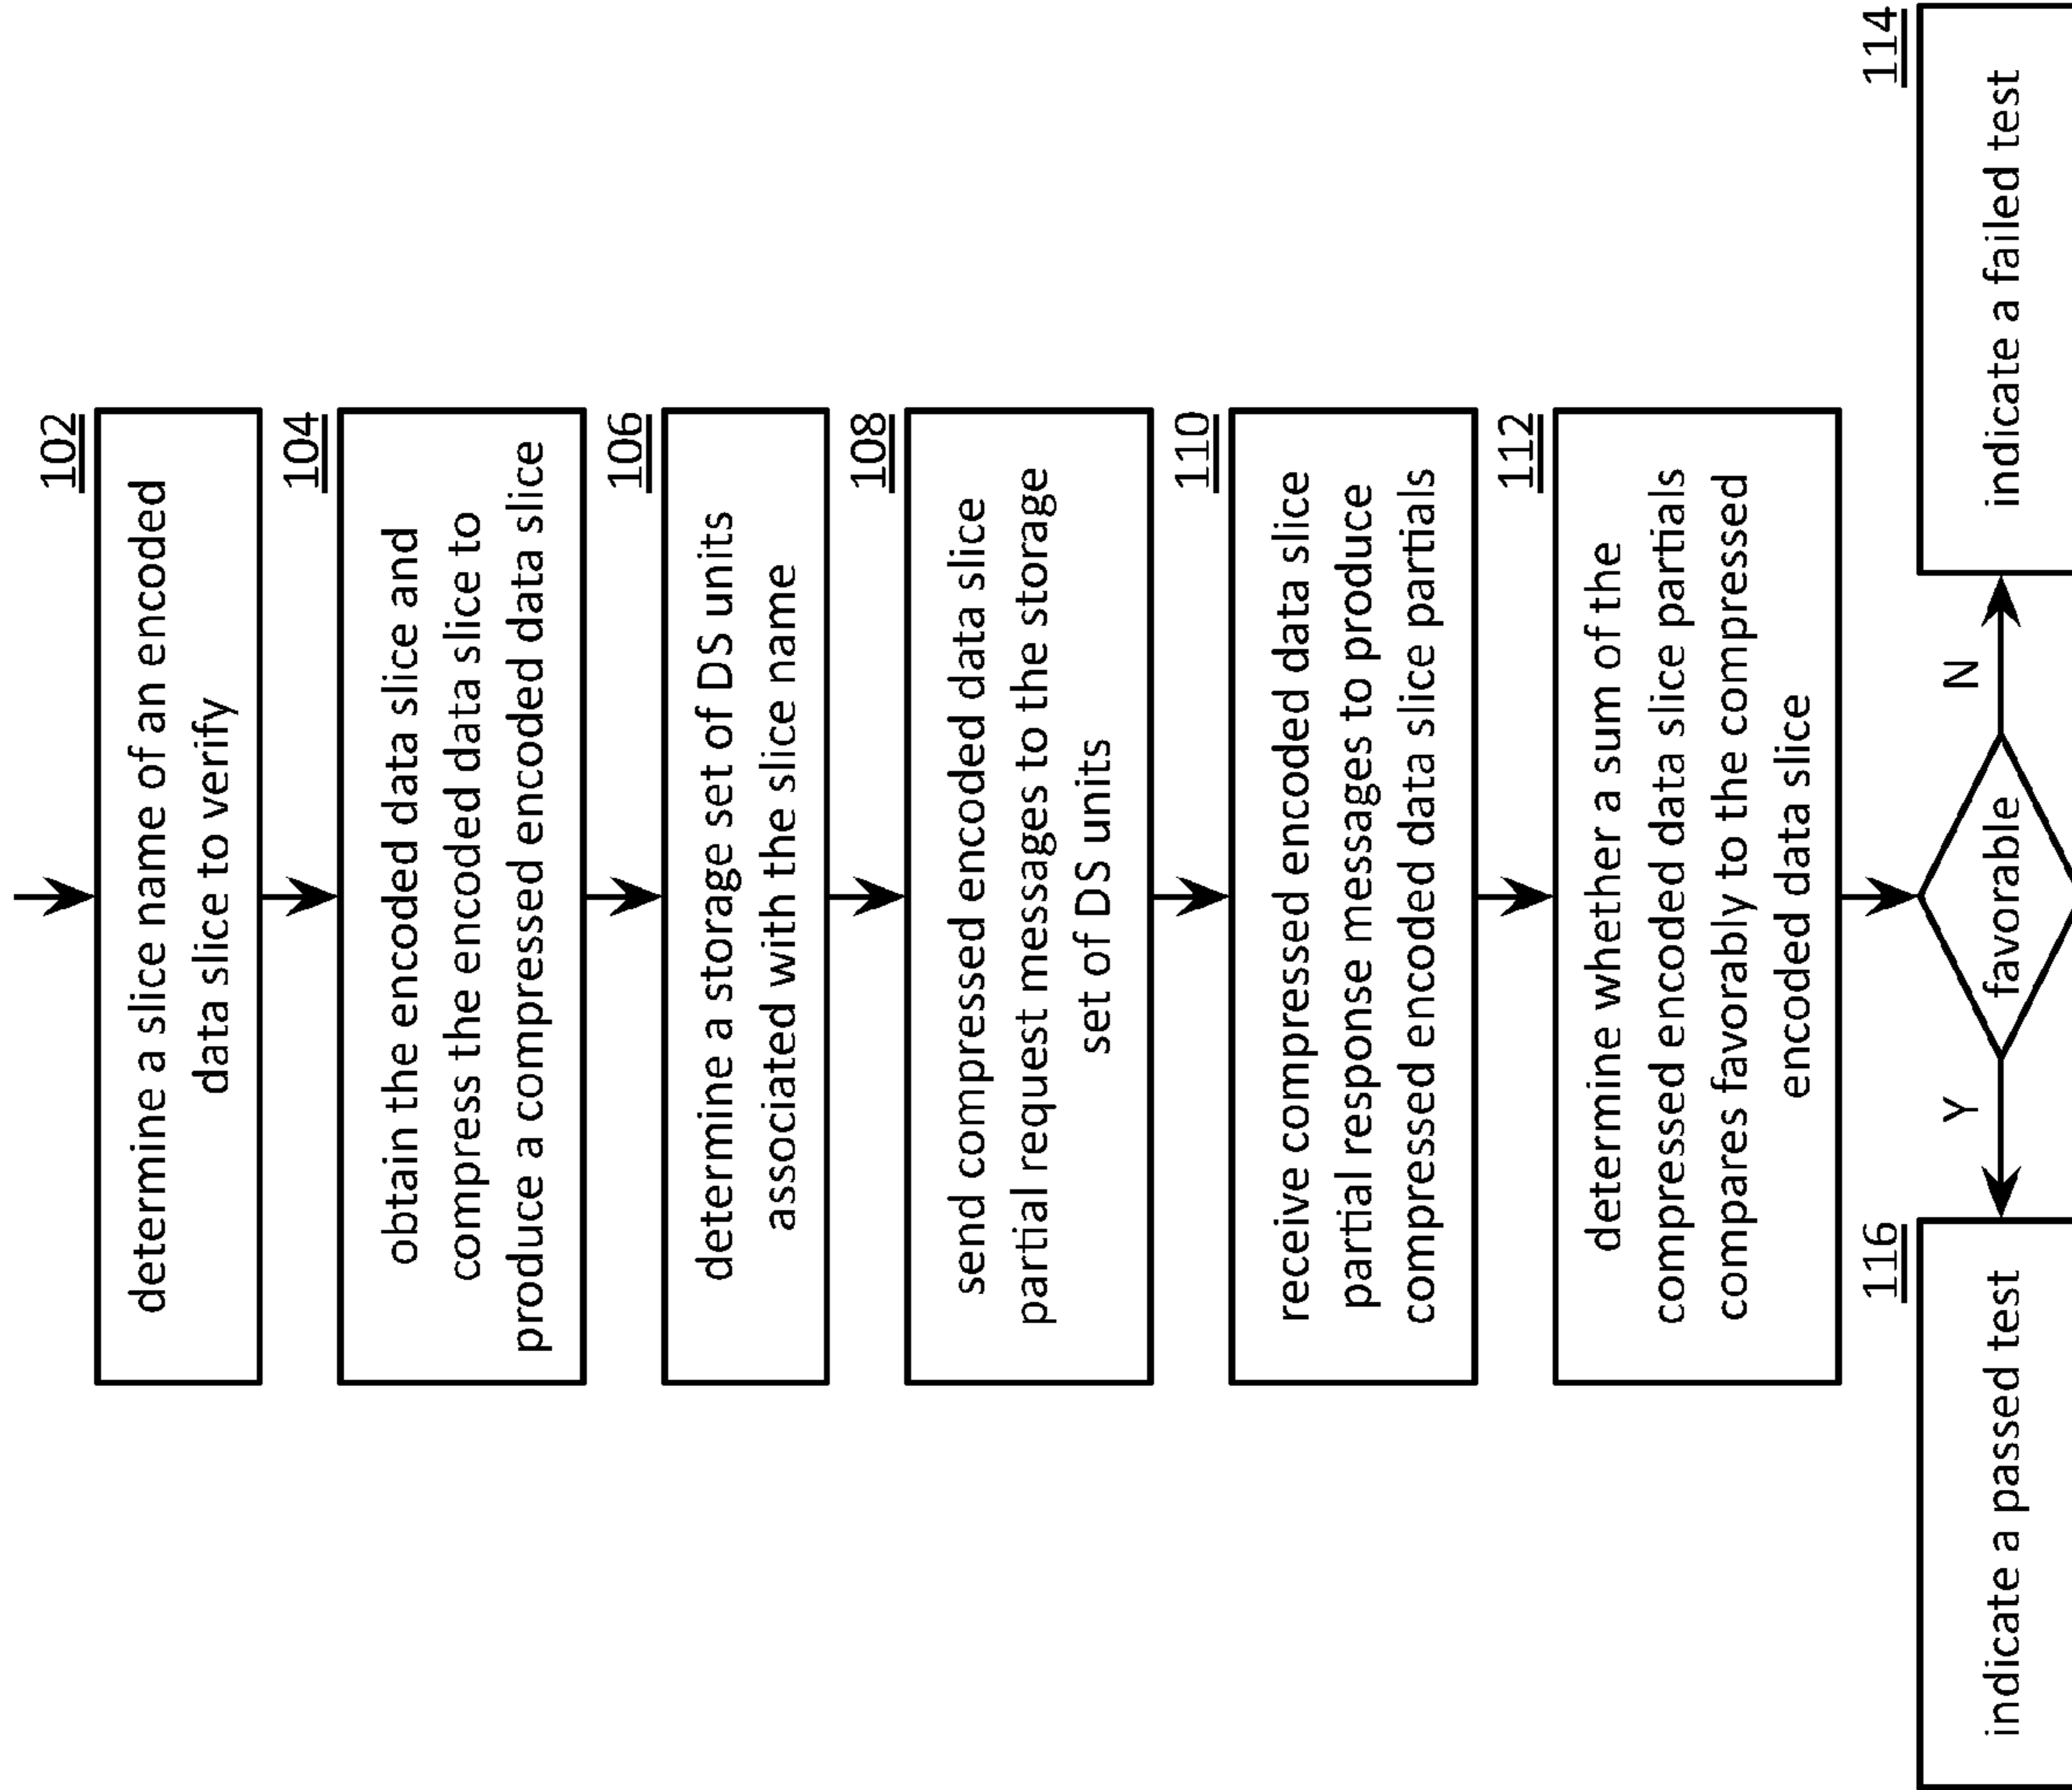 102
determine a slice name of an encoded
data slice to verify
104
obtain the encoded data slice and
compress the encoded data slice to
produce a compressed encoded data slice
106
determine a storage set of DS units
associated with the slice name
108
send compressed encoded data slice
partial request messages to the storage
set of DS units
110
receive compressed encoded data slice
partial response messages to produce
compressed encoded data slice partials
112
determine whether a sum of the
compressed encoded data slice partials
compares favorably to the compressed
encoded data slice
116
indicate a passed test
Y
favorable
N
114
indicate a failed test